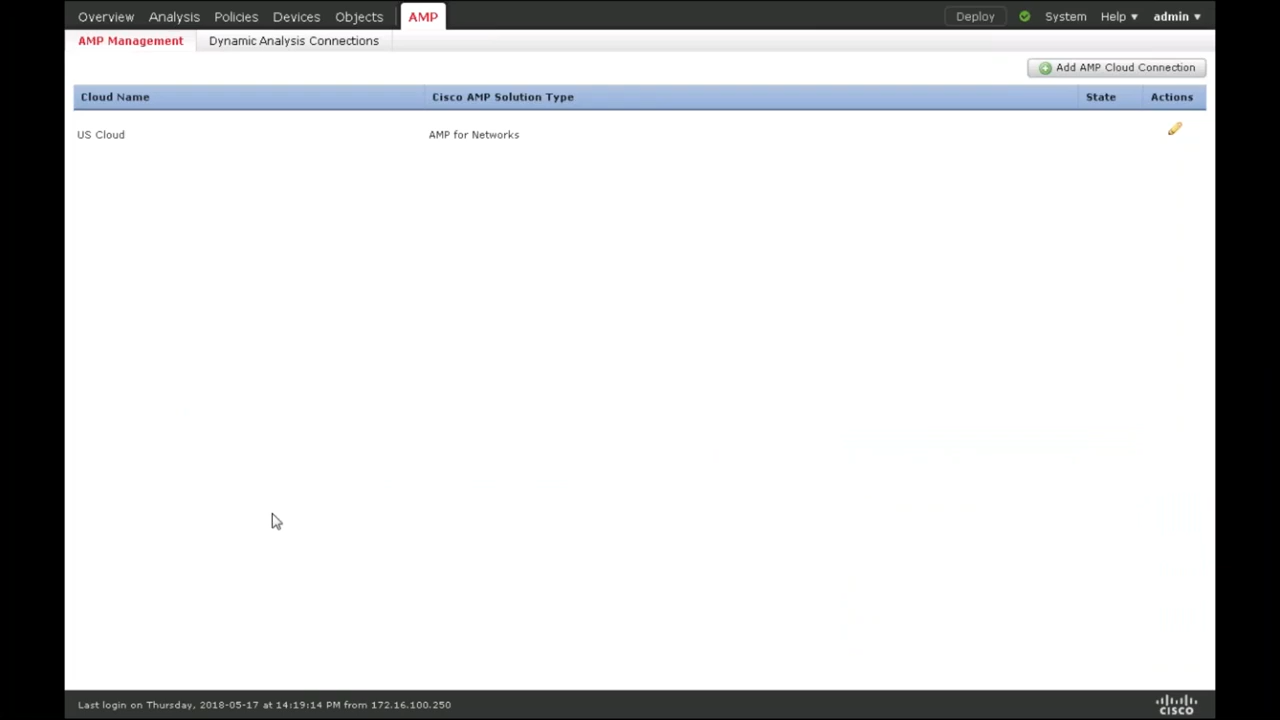 Overview Analysis Policies Devices Objects AMP Deploy System Help ▾ admin ▾
AMP Management Dynamic Analysis Connections
Add AMP Cloud Connection
Cloud Name Cisco AMP Solution Type State Actions
US Cloud AMP for Networks
Last login on Thursday, 2018-05-17 at 14:19:14 PM from 172.16.100.250
CISCO